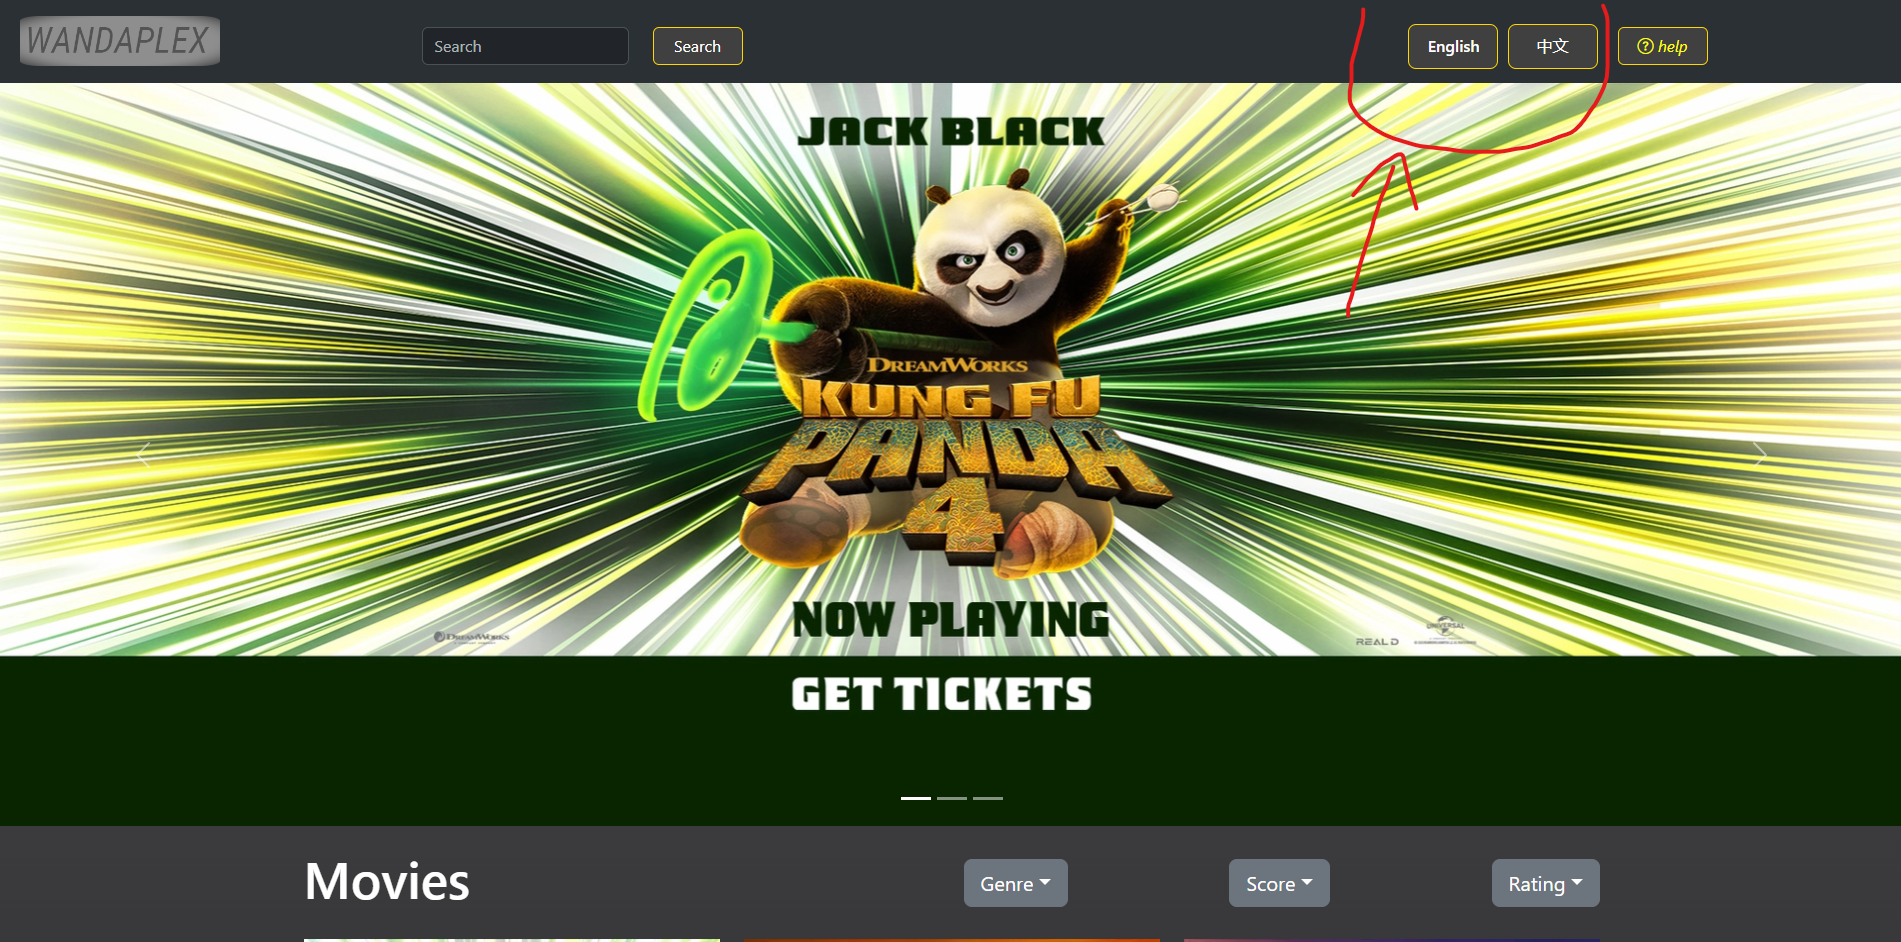 WANDAPLEX
Search
Search
English
中文
help
JACK BLACK
DREAMWORKS
KUNG FU
PANDA
4
NOW PLAYING
DREAMWORKS
REAL D
UNIVERSAL
GET TICKETS
Movies
Genre
Score
Rating